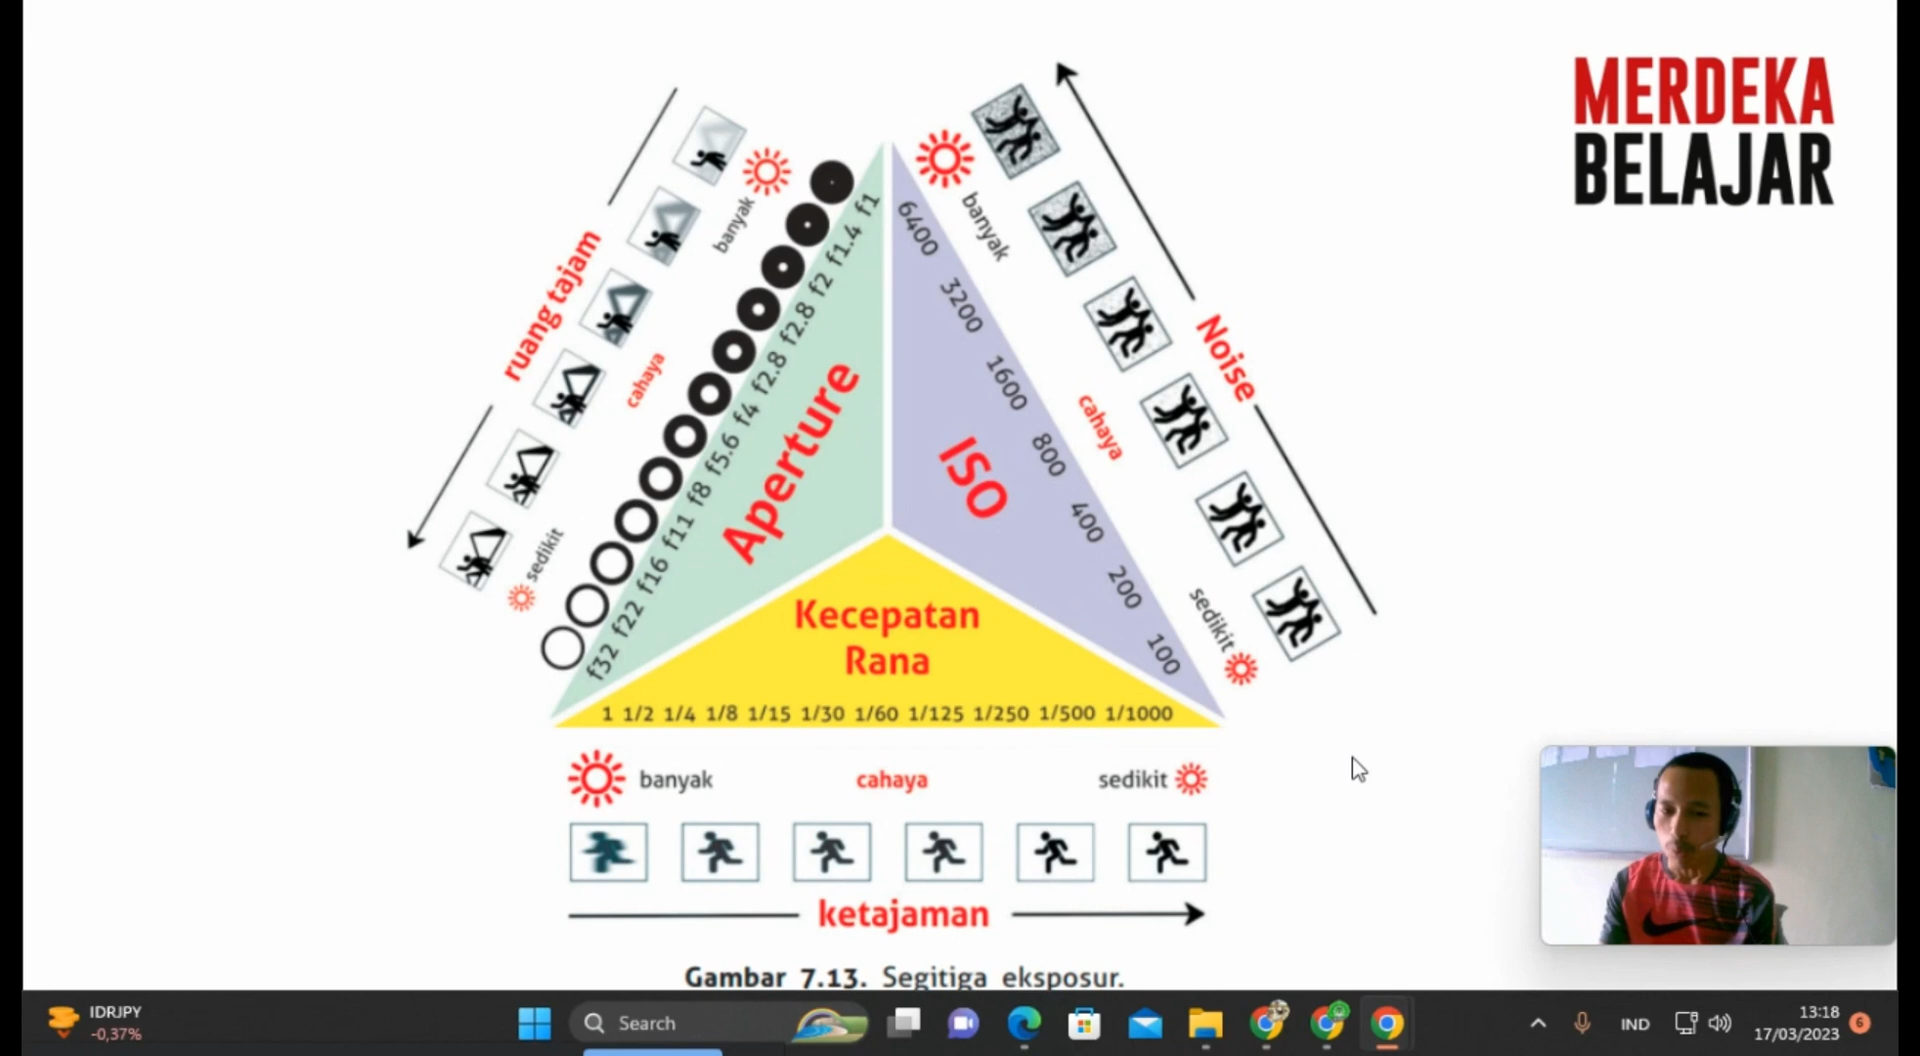 MERDEKA
BELAJAR
ruang tajam
banyak
cahaya
sedikit
f1
f1.4
f2
f2.8
f2.8
f4
f5.6
f8
f11
f16
f22
f32
Aperture
6400
3200
1600
800
400
200
100
ISO
banyak
cahaya
sedikit
Noise
Kecepatan
Rana
1 1/2 1/4 1/8 1/15 1/30 1/60 1/125 1/250 1/500 1/1000
banyak cahaya sedikit
ketajaman
Gambar 7.13. Segitiga eksposur.
IDRJPY
-0,37%
Search
IND
13:18
17/03/2023
6